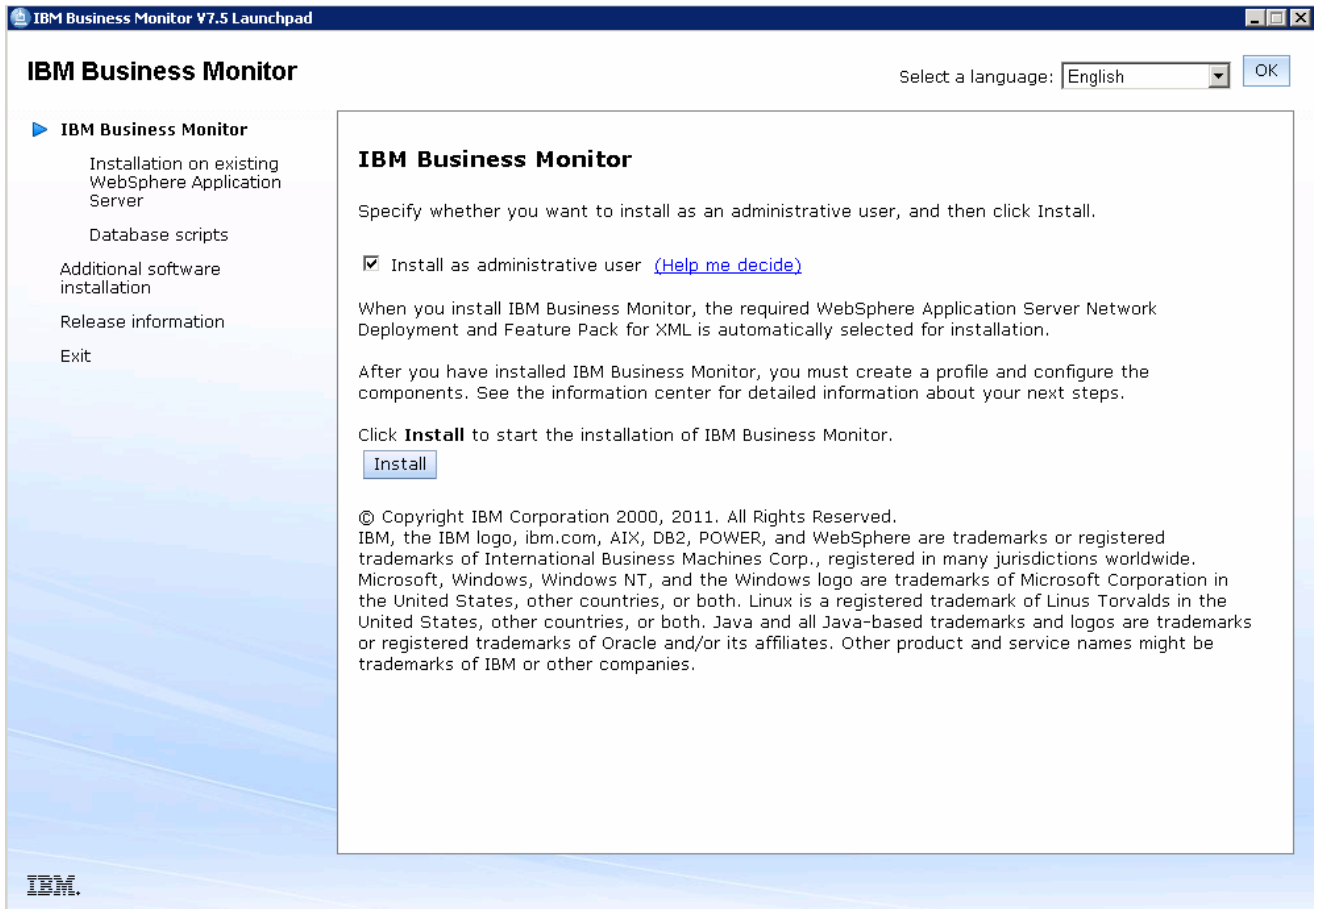 IBM Business Monitor V7.5 Launchpad
IBM Business Monitor
Select a language: English OK
IBM Business Monitor
Installation on existing
WebSphere Application
Server
Database scripts
Additional software
installation
Release information
Exit
IBM Business Monitor
Specify whether you want to install as an administrative user, and then click Install.
Install as administrative user (Help me decide)
When you install IBM Business Monitor, the required WebSphere Application Server Network
Deployment and Feature Pack for XML is automatically selected for installation.
After you have installed IBM Business Monitor, you must create a profile and configure the
components. See the information center for detailed information about your next steps.
Click Install to start the installation of IBM Business Monitor.
Install
© Copyright IBM Corporation 2000, 2011. All Rights Reserved.
IBM, the IBM logo, ibm.com, AIX, DB2, POWER, and WebSphere are trademarks or registered
trademarks of International Business Machines Corp., registered in many jurisdictions worldwide.
Microsoft, Windows, Windows NT, and the Windows logo are trademarks of Microsoft Corporation in
the United States, other countries, or both. Linux is a registered trademark of Linus Torvalds in the
United States, other countries, or both. Java and all Java-based trademarks and logos are trademarks
or registered trademarks of Oracle and/or its affiliates. Other product and service names might be
trademarks of IBM or other companies.
IBM.